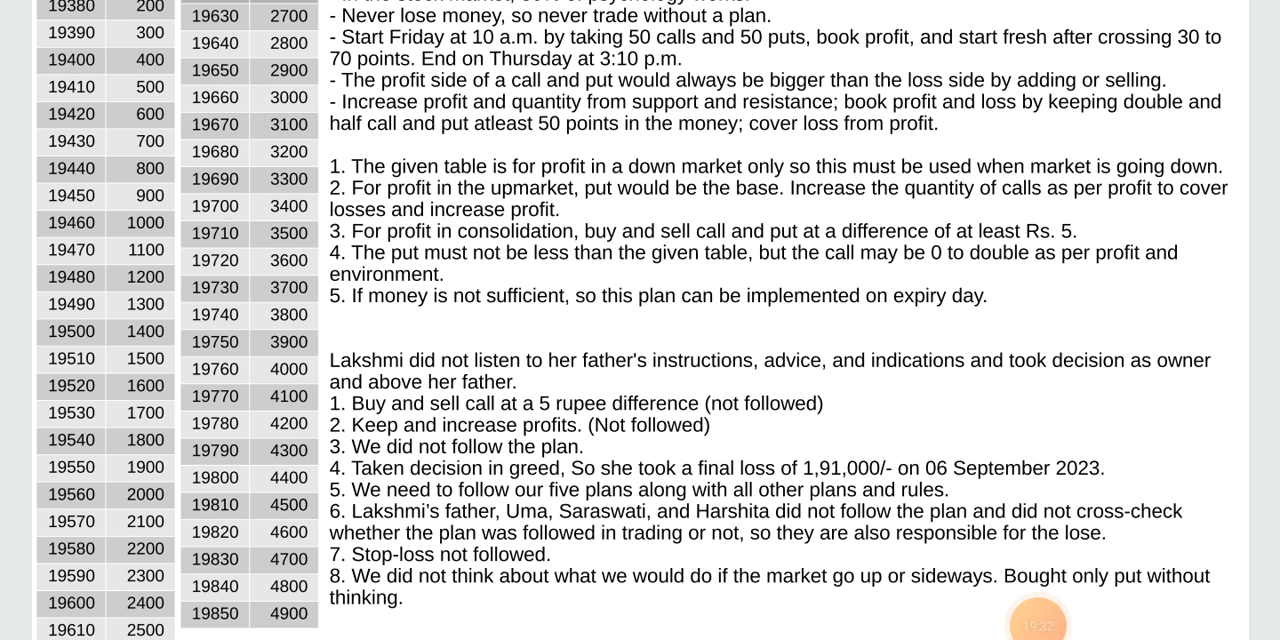 19380 200
19390 300
19400 400
19410 500
19420 600
19430 700
19440 800
19450 900
19460 1000
19470 1100
19480 1200
19490 1300
19500 1400
19510 1500
19520 1600
19530 1700
19540 1800
19550 1900
19560 2000
19570 2100
19580 2200
19590 2300
19600 2400
19610 2500
19630 2700
19640 2800
19650 2900
19660 3000
19670 3100
19680 3200
19690 3300
19700 3400
19710 3500
19720 3600
19730 3700
19740 3800
19750 3900
19760 4000
19770 4100
19780 4200
19790 4300
19800 4400
19810 4500
19820 4600
19830 4700
19840 4800
19850 4900
- Never lose money, so never trade without a plan.
- Start Friday at 10 a.m. by taking 50 calls and 50 puts, book profit, and start fresh after crossing 30 to
70 points. End on Thursday at 3:10 p.m.
- The profit side of a call and put would always be bigger than the loss side by adding or selling.
- Increase profit and quantity from support and resistance; book profit and loss by keeping double and
half call and put atleast 50 points in the money; cover loss from profit.
1. The given table is for profit in a down market only so this must be used when market is going down.
2. For profit in the upmarket, put would be the base. Increase the quantity of calls as per profit to cover
losses and increase profit.
3. For profit in consolidation, buy and sell call and put at a difference of at least Rs. 5.
4. The put must not be less than the given table, but the call may be 0 to double as per profit and
environment.
5. If money is not sufficient, so this plan can be implemented on expiry day.
Lakshmi did not listen to her father's instructions, advice, and indications and took decision as owner
and above her father.
1. Buy and sell call at a 5 rupee difference (not followed)
2. Keep and increase profits. (Not followed)
3. We did not follow the plan.
4. Taken decision in greed, So she took a final loss of 1,91,000/- on 06 September 2023.
5. We need to follow our five plans along with all other plans and rules.
6. Lakshmi’s father, Uma, Saraswati, and Harshita did not follow the plan and did not cross-check
whether the plan was followed in trading or not, so they are also responsible for the lose.
7. Stop-loss not followed.
8. We did not think about what we would do if the market go up or sideways. Bought only put without
thinking.
19:32